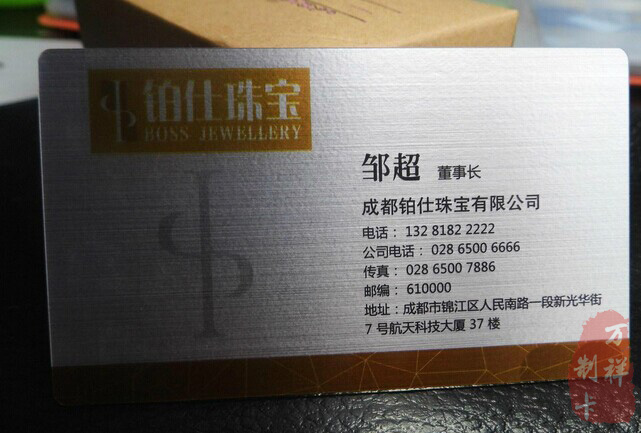 铂仕珠宝
BOSS JEWELLERY
邹超 董事长
成都铂仕珠宝有限公司
电话： 132 8182 2222
公司电话： 028 6500 6666
传真： 028 6500 7886
邮编： 610000
地址：成都市锦江区人民南路一段新光华街
7 号航天科技大厦 37 楼
万祥
制卡